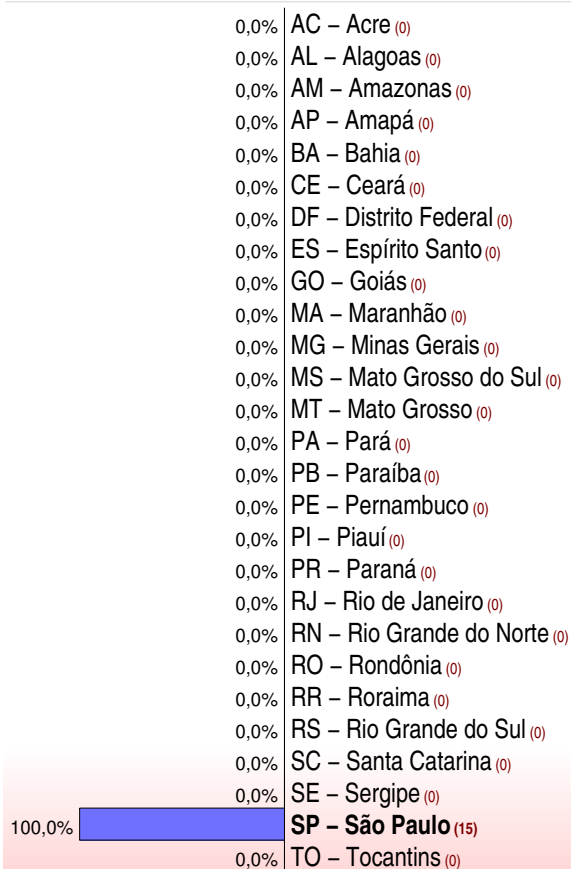 0,0% AC – Acre (0)
0,0% AL – Alagoas (0)
0,0% AM – Amazonas (0)
0,0% AP – Amapá (0)
0,0% BA – Bahia (0)
0,0% CE – Ceará (0)
0,0% DF – Distrito Federal (0)
0,0% ES – Espírito Santo (0)
0,0% GO – Goiás (0)
0,0% MA – Maranhão (0)
0,0% MG – Minas Gerais (0)
0,0% MS – Mato Grosso do Sul (0)
0,0% MT – Mato Grosso (0)
0,0% PA – Pará (0)
0,0% PB – Paraíba (0)
0,0% PE – Pernambuco (0)
0,0% PI – Piauí (0)
0,0% PR – Paraná (0)
0,0% RJ – Rio de Janeiro (0)
0,0% RN – Rio Grande do Norte (0)
0,0% RO – Rondônia (0)
0,0% RR – Roraima (0)
0,0% RS – Rio Grande do Sul (0)
0,0% SC – Santa Catarina (0)
0,0% SE – Sergipe (0)
100,0% SP – São Paulo (15)
0,0% TO – Tocantins (0)